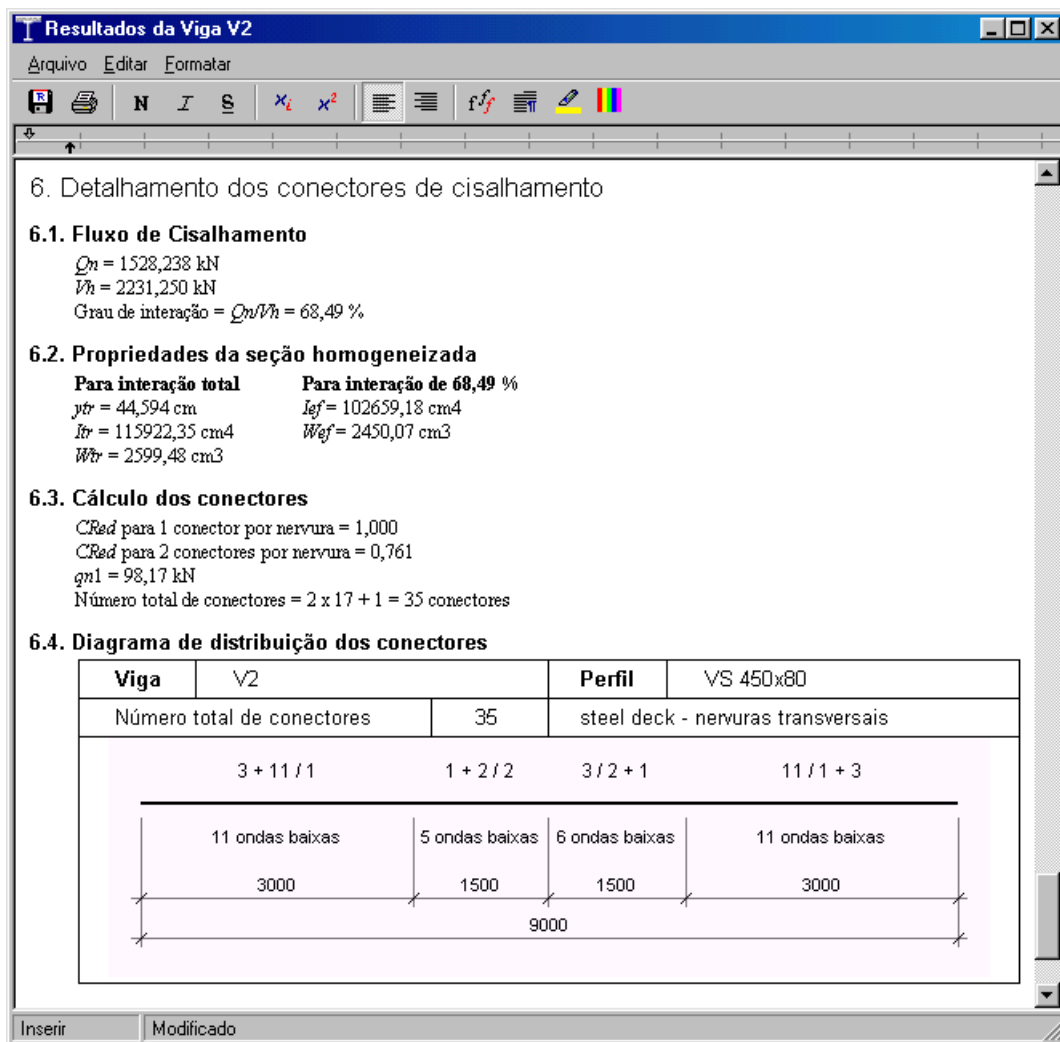 Resultados da Viga V2
Arquivo Editar Formatar
N I S xi x2 fff
6. Detalhamento dos conectores de cisalhamento
6.1. Fluxo de Cisalhamento
Qn = 1528,238 kN
Vh = 2231,250 kN
Grau de interação = Qn/Vh = 68,49 %
6.2. Propriedades da seção homogeneizada
Para interação total Para interação de 68,49 %
ytr = 44,594 cm Ief = 102659,18 cm4
Itr = 115922,35 cm4 Wef = 2450,07 cm3
Wtr = 2599,48 cm3
6.3. Cálculo dos conectores
CRed para 1 conector por nervura = 1,000
CRed para 2 conectores por nervura = 0,761
qn1 = 98,17 kN
Número total de conectores = 2 x 17 + 1 = 35 conectores
6.4. Diagrama de distribuição dos conectores
Viga V2 Perfil VS 450x80
Número total de conectores 35 steel deck - nervuras transversais
3 + 11 / 1 1 + 2 / 2 3 / 2 + 1 11 / 1 + 3
11 ondas baixas 5 ondas baixas 6 ondas baixas 11 ondas baixas
3000 1500 1500 3000
9000
Inserir Modificado